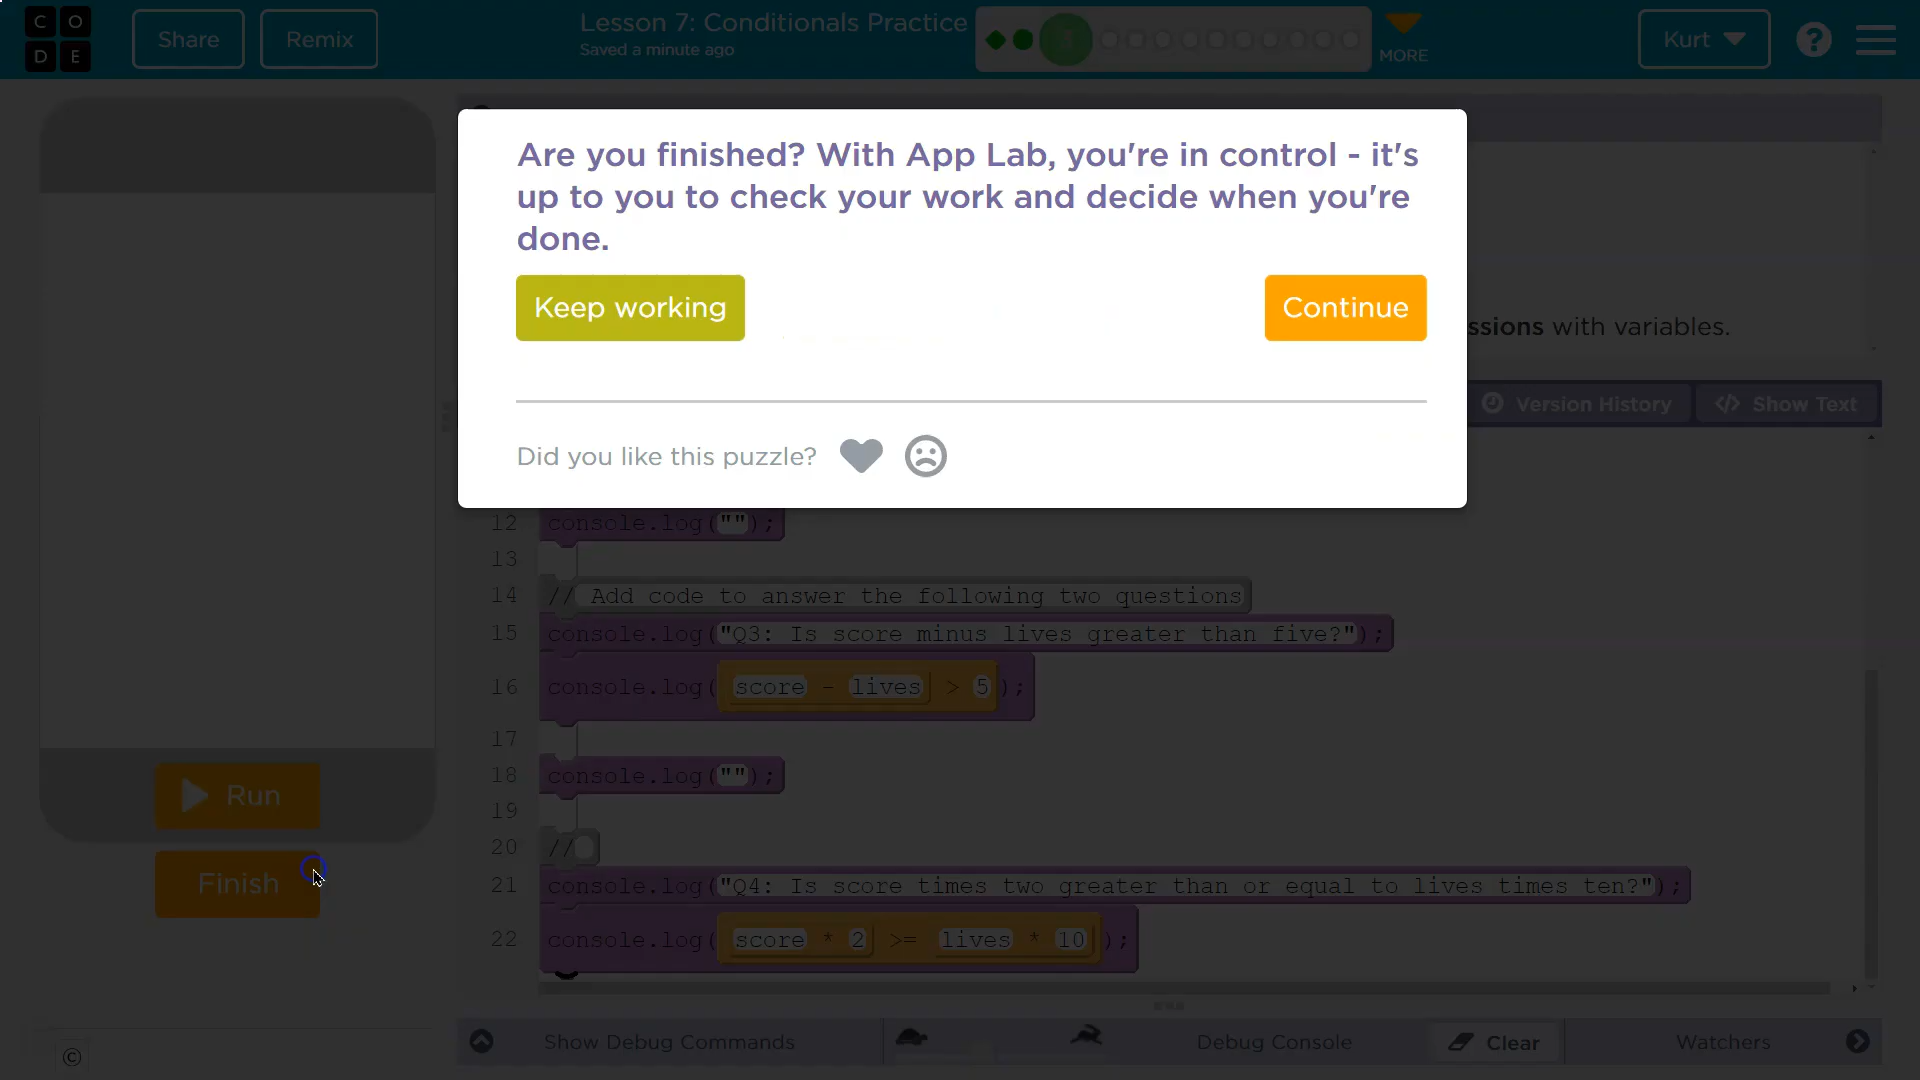 C O
D E
Share
Remix
Lesson 7: Conditionals Practice
Saved a minute ago
3
MORE
Kurt
?
Are you finished? With App Lab, you're in control - it's
up to you to check your work and decide when you're
done.
Keep working
Continue
Did you like this puzzle?
ssions with variables.
Version History
</> Show Text
12 console.log("");
13
14 // Add code to answer the following two questions
15 console.log("Q3: Is score minus lives greater than five?");
16 console.log(score - lives > 5);
17
18 console.log("");
19
20 //
21 console.log("Q4: Is score times two greater than or equal to lives times ten?");
22 console.log(score * 2 >= lives * 10);
Run
Finish
©
Show Debug Commands
Debug Console
Clear
Watchers